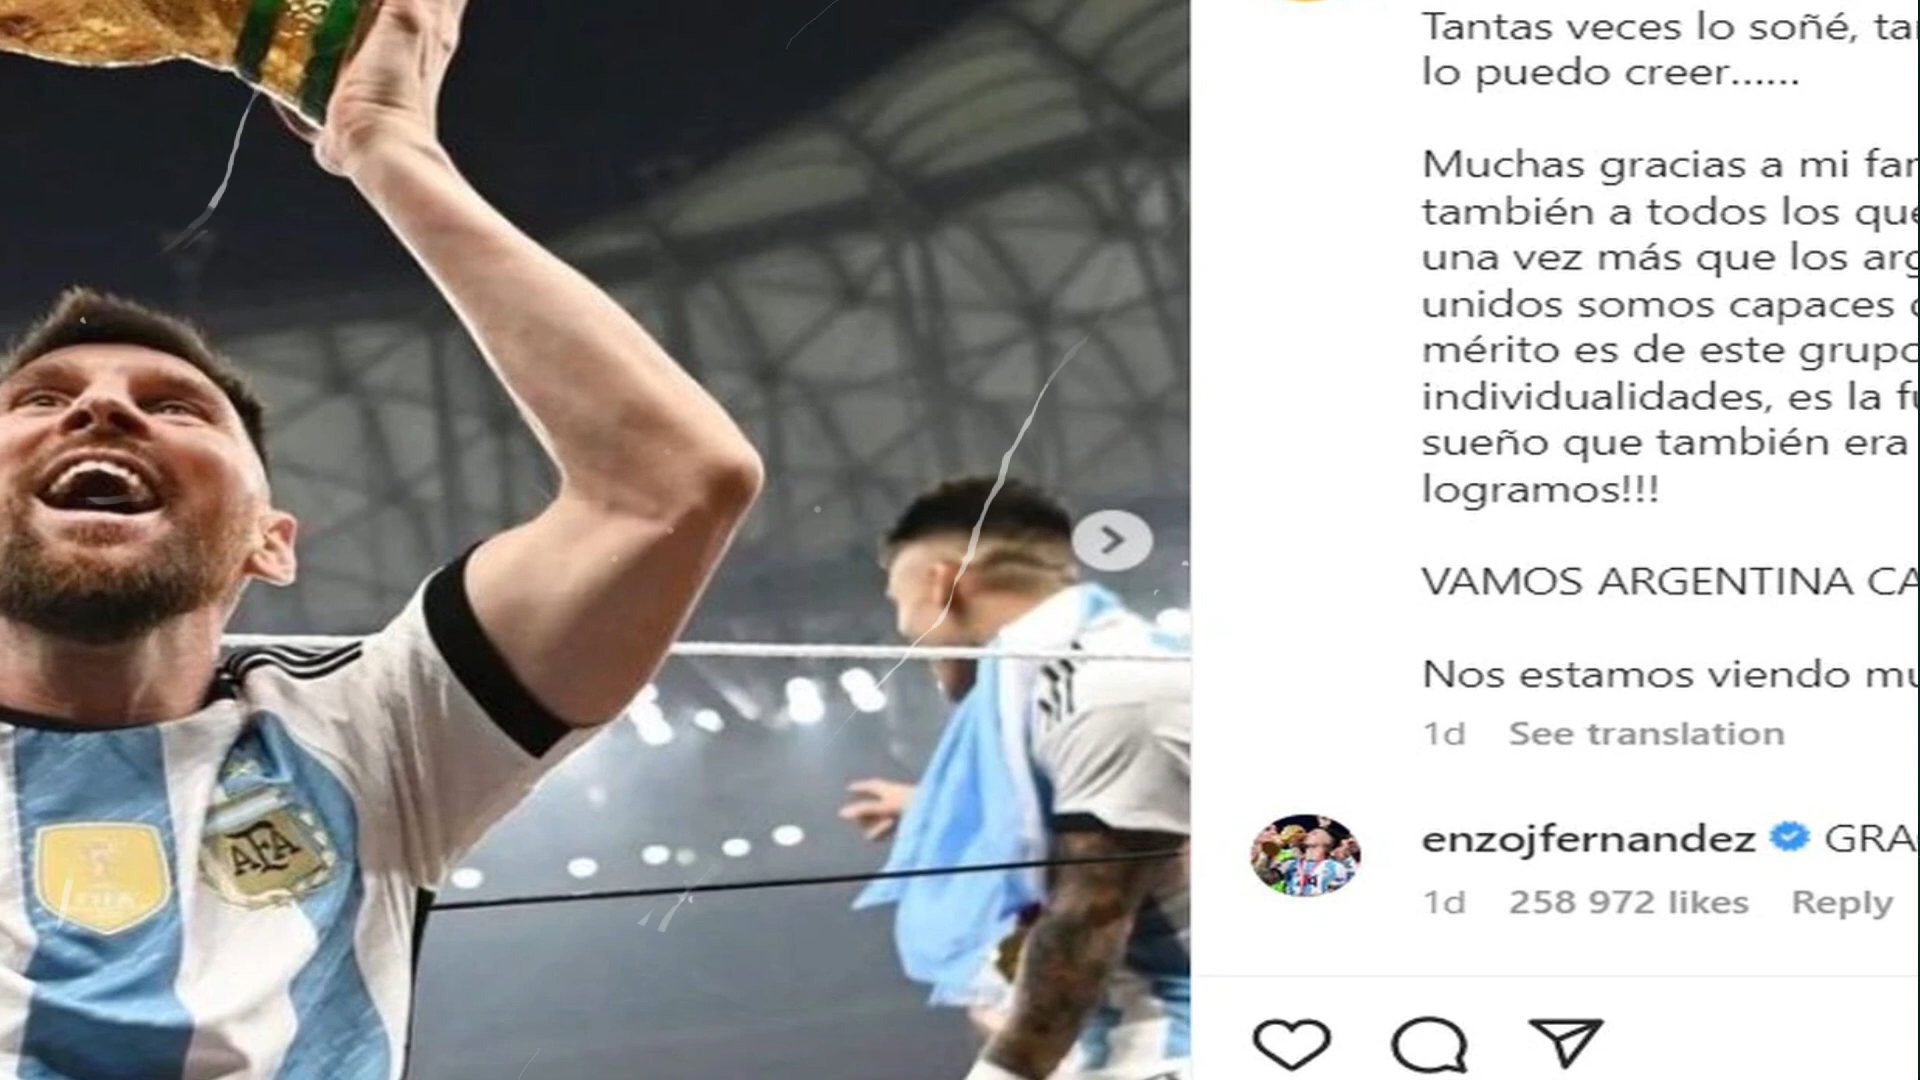 Tantas veces lo soñé,
lo puedo creer......
Muchas gracias a mi
también a todos los
una vez más que los
unidos somos capaces
mérito es de este
individualidades, es la
sueño que también era
logramos!!!
VAMOS ARGENTINA
Nos estamos viendo
1d See translation
enzojfernandez
1d 258 972 likes Reply
AFA
FIFA